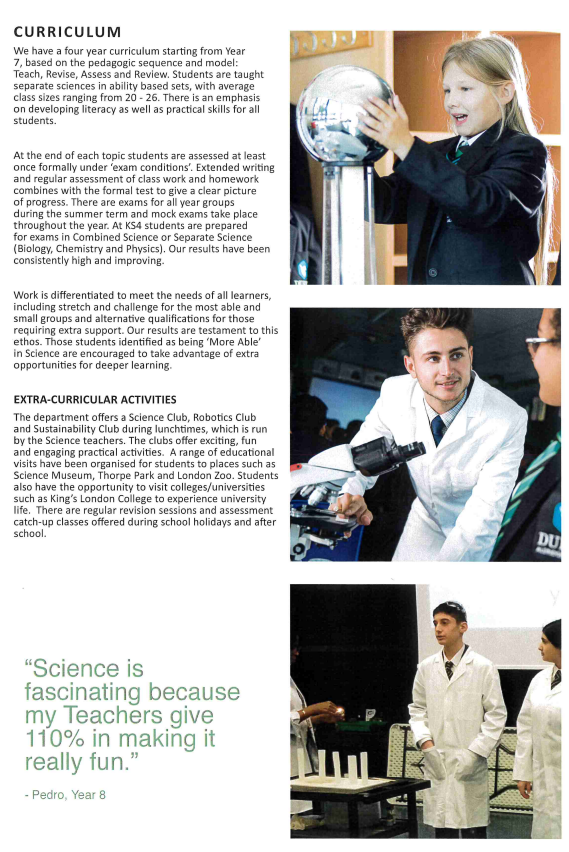 CURRICULUM
We have a four year curriculum starting from Year
7, based on the pedagogic sequence and model:
Teach, Revise, Assess and Review. Students are taught
separate sciences in ability based sets, with average
class sizes ranging from 20 - 26. There is an emphasis
on developing literacy as well as practical skills for all
students.
At the end of each topic students are assessed at least
once formally under ‘exam conditions’. Extended writing
and regular assessment of class work and homework
combines with the formal test to give a clear picture
of progress. There are exams for all year groups
during the summer term and mock exams take place
throughout the year. At KS4 students are prepared
for exams in Combined Science or Separate Science
(Biology, Chemistry and Physics). Our results have been
consistently high and improving.
Work is differentiated to meet the needs of all learners,
including stretch and challenge for the most able and
small groups and alternative qualifications for those
requiring extra support. Our results are testament to this
ethos. Those students identified as being ‘More Able’
in Science are encouraged to take advantage of extra
opportunities for deeper learning.
EXTRA-CURRICULAR ACTIVITIES
The department offers a Science Club, Robotics Club
and Sustainability Club during lunchtimes, which is run
by the Science teachers. The clubs offer exciting, fun
and engaging practical activities.  A range of educational
visits have been organised for students to places such as
Science Museum, Thorpe Park and London Zoo. Students
also have the opportunity to visit colleges/universities
such as King’s London College to experience university
life.  There are regular revision sessions and assessment
catch-up classes offered during school holidays and after
school.
“Science is
fascinating because
my Teachers give
110% in making it
really fun.”
- Pedro, Year 8